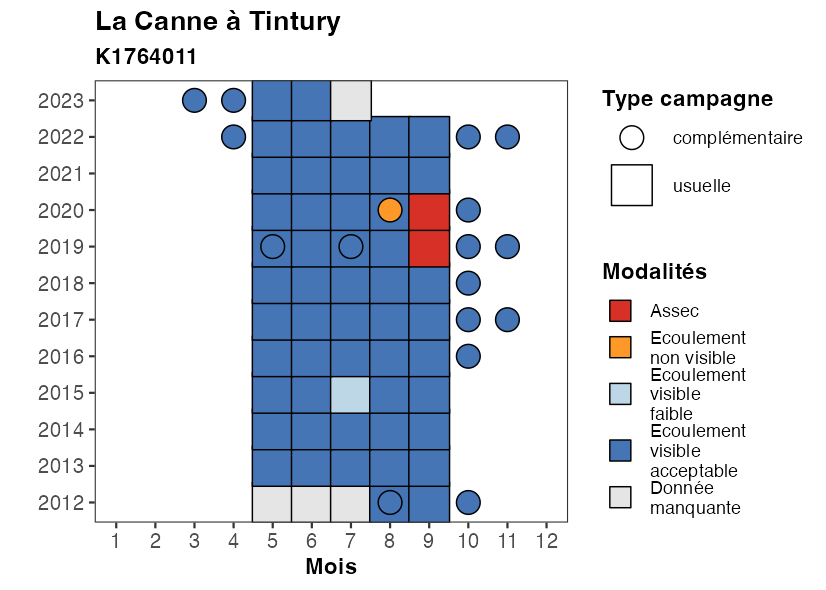 La Canne à Tintury
K1764011
2023
2022
2021
2020
2019
2018
2017
2016
2015
2014
2013
2012
1 2 3 4 5 6 7 8 9 10 11 12
Mois
Type campagne
complémentaire
usuelle
Modalités
Assec
Ecoulement
non visible
Ecoulement
visible
faible
Ecoulement
visible
acceptable
Donnée
manquante